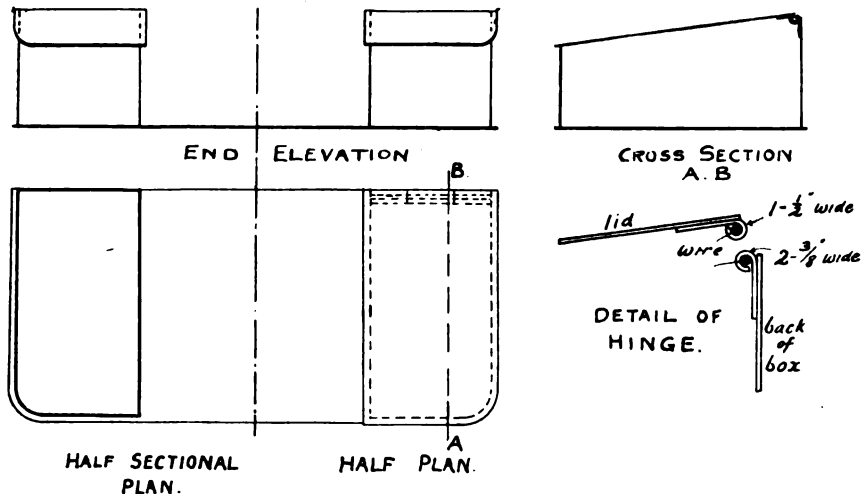 END ELEVATION
CROSS SECTION
A. B
B
lid
1-½" wide
wire
2-⅜" wide
DETAIL OF
HINGE.
back
of
box
A
HALF SECTIONAL
PLAN.
HALF PLAN.